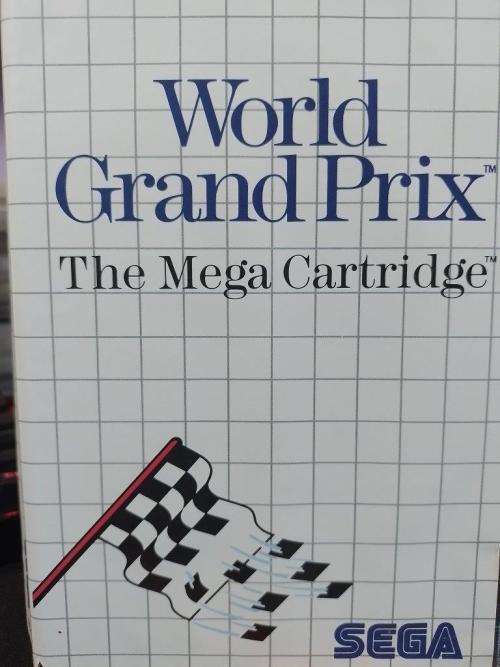 World
Grand Prix™
The Mega Cartridge™
SEGA